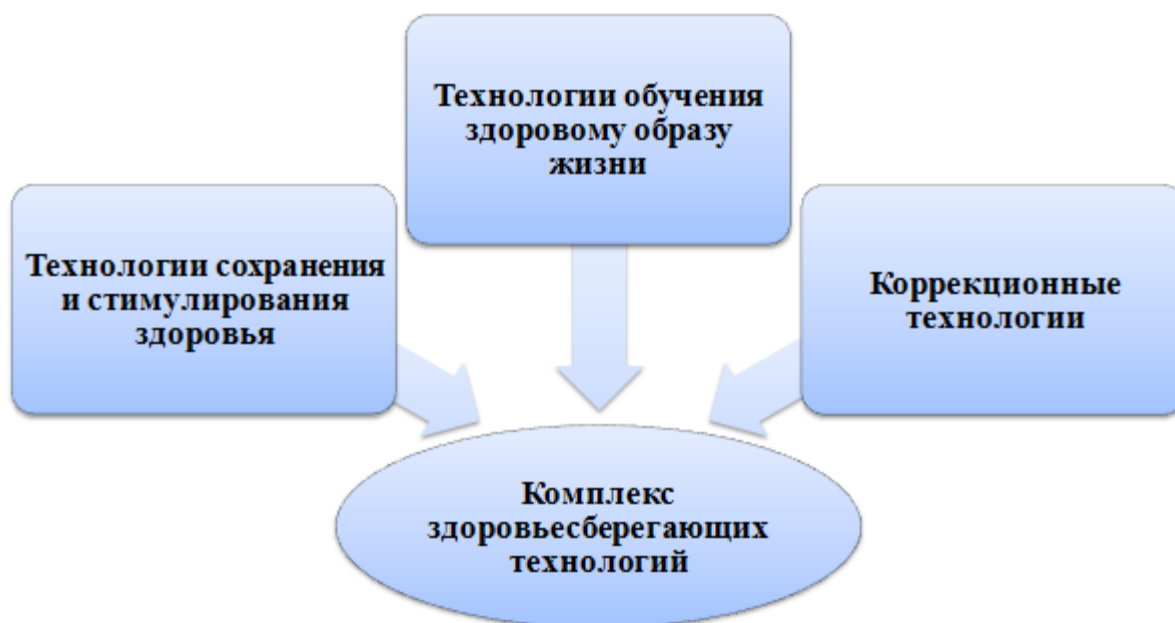 Технологии обучения
здоровому образу
жизни
Технологии сохранения
и стимулирования
здоровья
Коррекционные
технологии
Комплекс
здоровьесберегающих
технологий